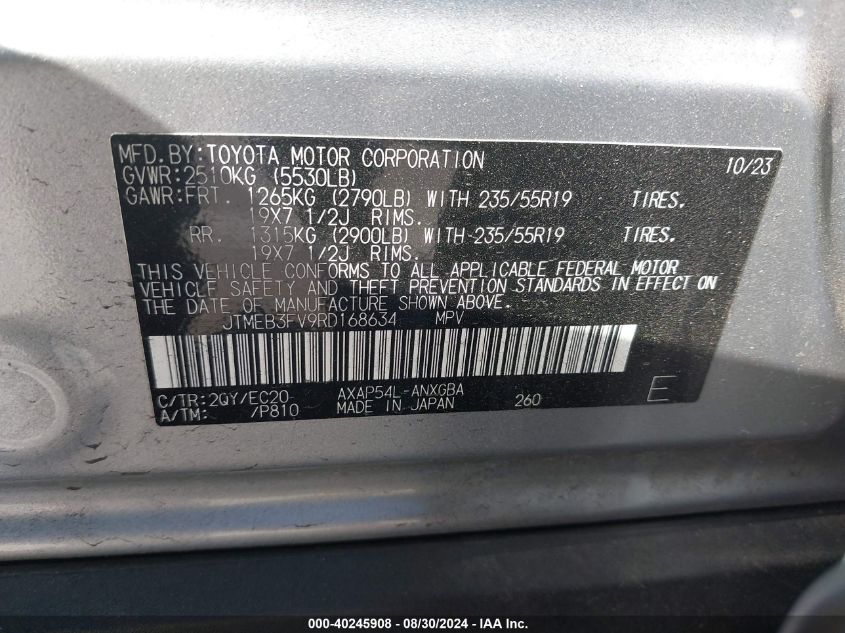 MFD.BY:TOYOTA MOTOR CORPORATION 10/23
GVWR:2510KG (5530LB)
GAWR:FRT. 1265KG (2790LB) WITH 235/55R19 TIRES.
19X7 1/2J RIMS.
RR. 1315KG (2900LB) WITH 235/55R19 TIRES.
19X7 1/2J RIMS.
THIS VEHICLE CONFORMS TO ALL APPLICABLE FEDERAL MOTOR
VEHICLE SAFETY AND THEFT PREVENTION STANDARDS IN EFFECT ON
THE DATE OF MANUFACTURE SHOWN ABOVE.
JTMEB3FV9RD168634 MPV
C/TR:2QY/EC20- AXAP54L-ANXGBA
A/TM: /P810 MADE IN JAPAN 260 E
000-40245908 - 08/30/2024 - IAA Inc.